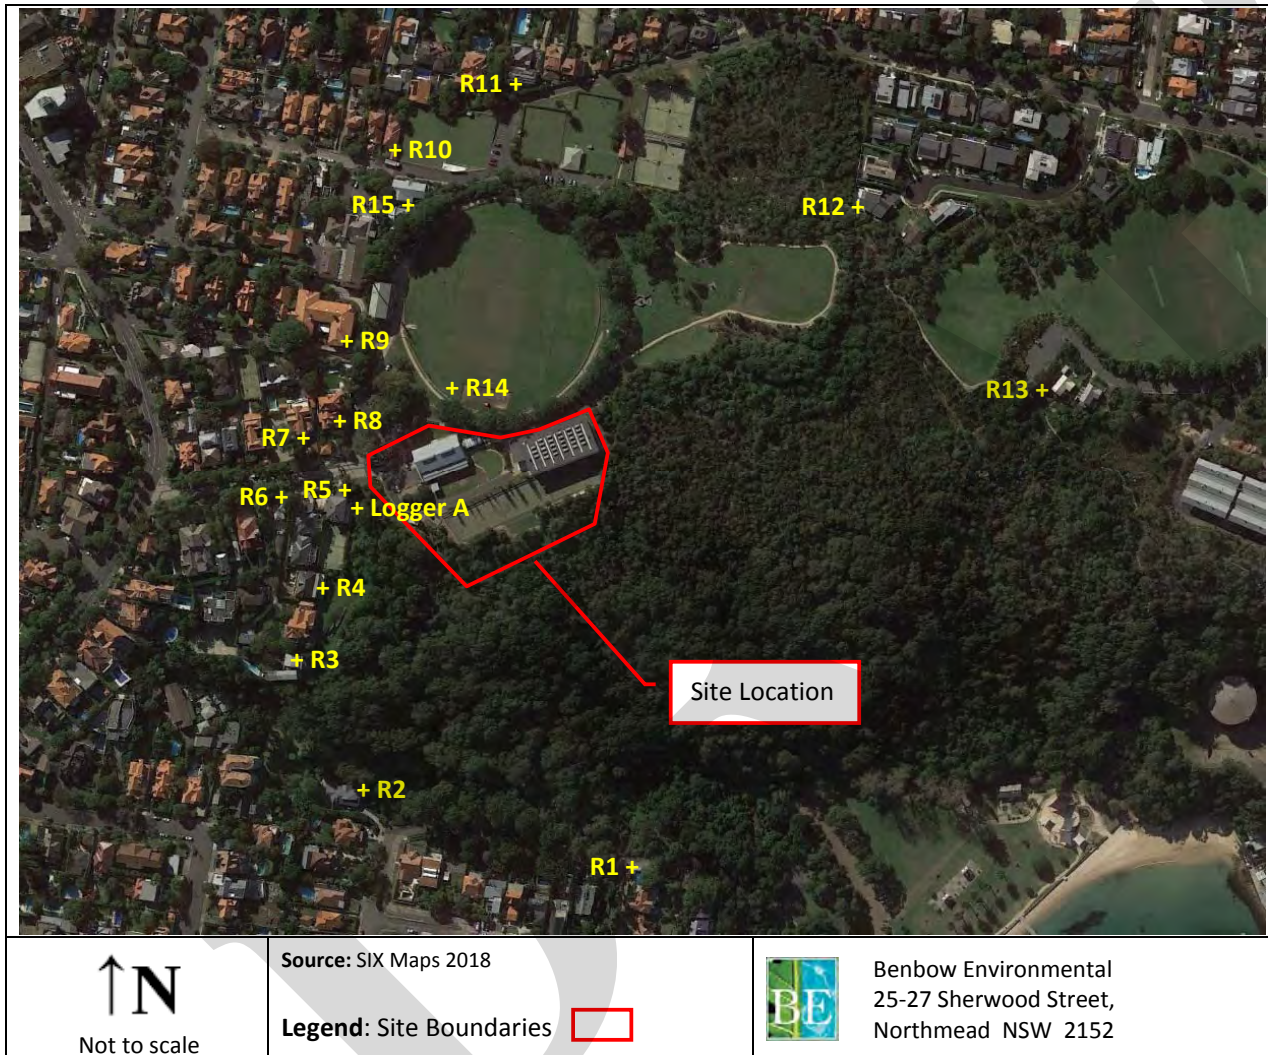 R11 +
+ R10
R15 +
R12 +
+ R9
+ R14
R13 +
+ R8
R7 +
R6 +
R5 +
+ Logger A
+ R4
+ R3
Site Location
+ R2
R1 +
↑N
Not to scale
Source: SIX Maps 2018
Legend: Site Boundaries
BE
Benbow Environmental
25-27 Sherwood Street,
Northmead NSW 2152